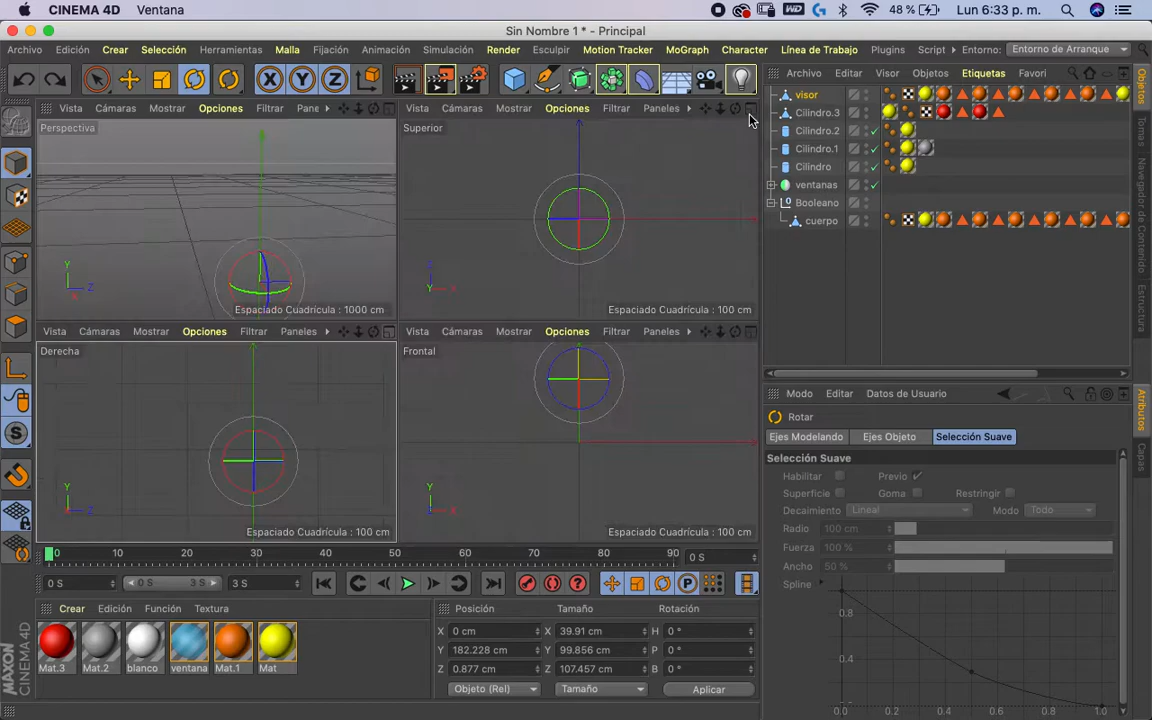 CINEMA 4D Ventana 48 % Lun 6:33 p. m.
Sin Nombre 1 * - Principal
Archivo Edición Crear Selección Herramientas Malla Fijación Animación Simulación Render Esculpir Motion Tracker MoGraph Character Línea de Trabajo Plugins Script Entorno: Entorno de Arranque
X Y Z
Archivo Editar Visor Objetos Etiquetas Favori
Vista Cámaras Mostrar Opciones Filtrar Pane
Vista Cámaras Mostrar Opciones Filtrar Paneles
Perspectiva
Superior
Espaciado Cuadrícula : 1000 cm
Espaciado Cuadrícula : 100 cm
visor
Cilindro.3
Cilindro.2
Cilindro.1
Cilindro
ventanas
Booleano
cuerpo
Objetos
Tomas
Navegador de Contenido
Estructura
Vista Cámaras Mostrar Opciones Filtrar Paneles
Vista Cámaras Mostrar Opciones Filtrar Paneles
Derecha
Frontal
Espaciado Cuadrícula : 100 cm
Espaciado Cuadrícula : 100 cm
Modo Editar Datos de Usuario
Rotar
Ejes Modelando Ejes Objeto Selección Suave
Selección Suave
Habilitar Previo
Superficie Goma Restringir
Decaimiento Lineal Modo Todo
Radio 100 cm
Fuerza 100 %
Ancho 50 %
Spline
0.8
0.4
0.0 0.2 0.4 0.6 0.8 1.0
Atributos
Capas
0 10 20 30 40 50 60 70 80 90 0 S
0 S 0 S 3 S 3 S
Crear Edición Función Textura
Mat.3 Mat.2 blanco ventana Mat.1 Mat
Posición Tamaño Rotación
X 0 cm X 39.91 cm H 0 °
Y 182.228 cm Y 99.856 cm P 0 °
Z 0.877 cm Z 107.457 cm B 0 °
Objeto (Rel) Tamaño Aplicar
MAXON
CINEMA 4D